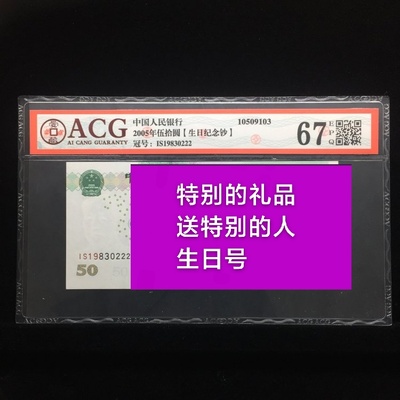 ACG
AI CANG GUARANTY
中国人民银行
10509103
2005年伍拾圆【生日纪念钞】
冠号：IS19830222
67 EPQ
特别的礼品
送特别的人
生日号
IS19830222
50